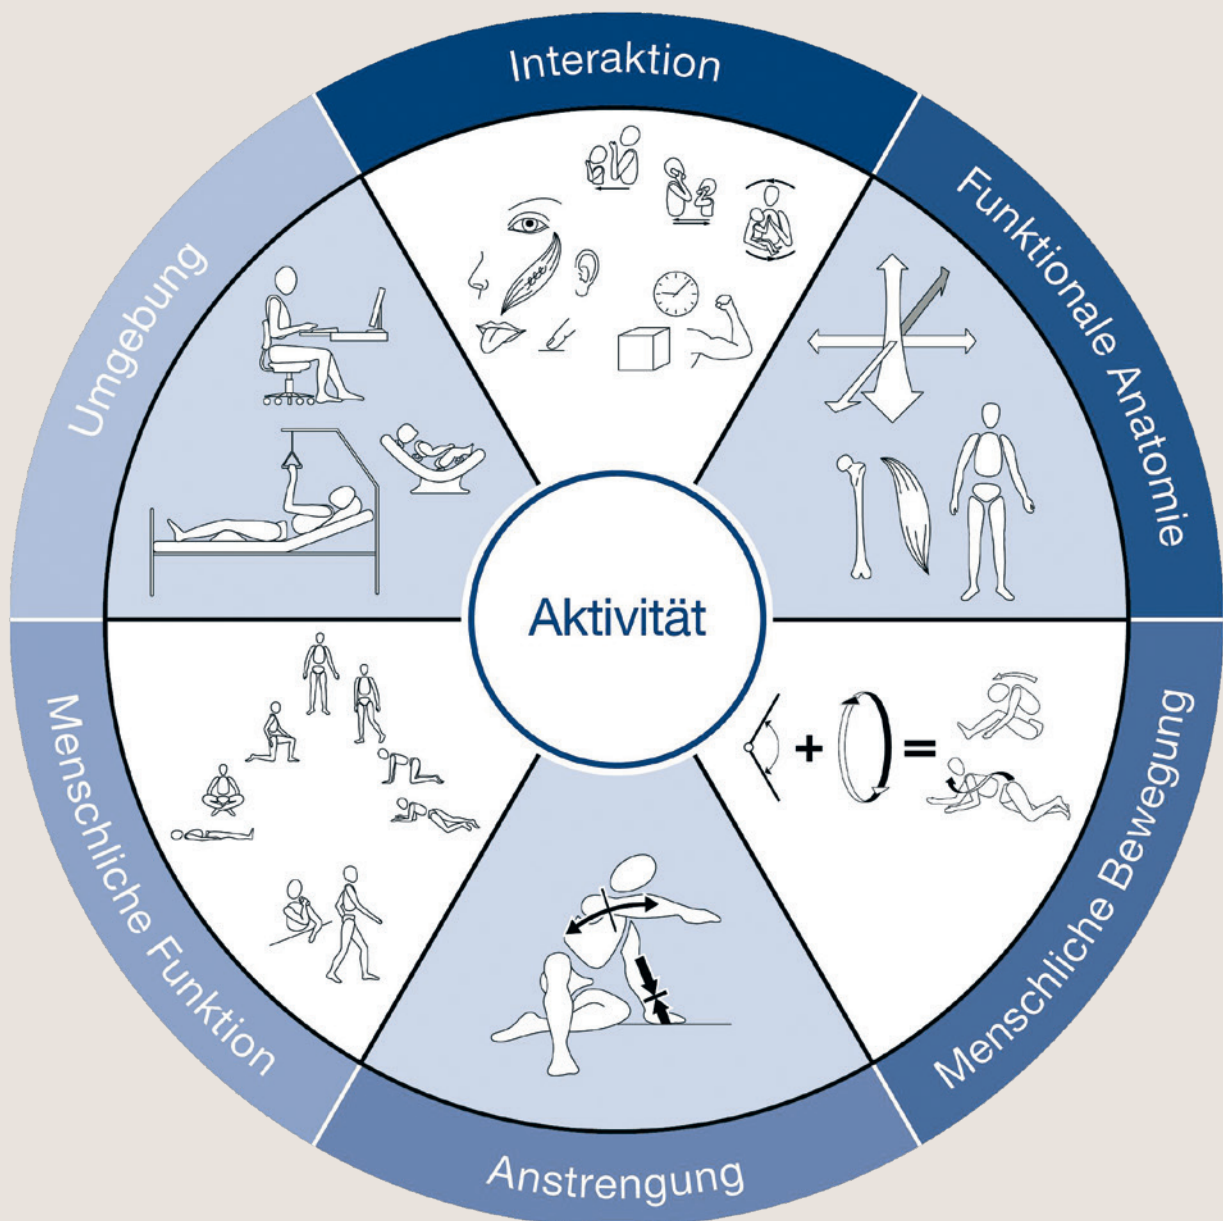 Interaktion
Funktionale Anatomie
Menschliche Bewegung
Anstrengung
Menschliche Funktion
Umgebung
Aktivität
+
=